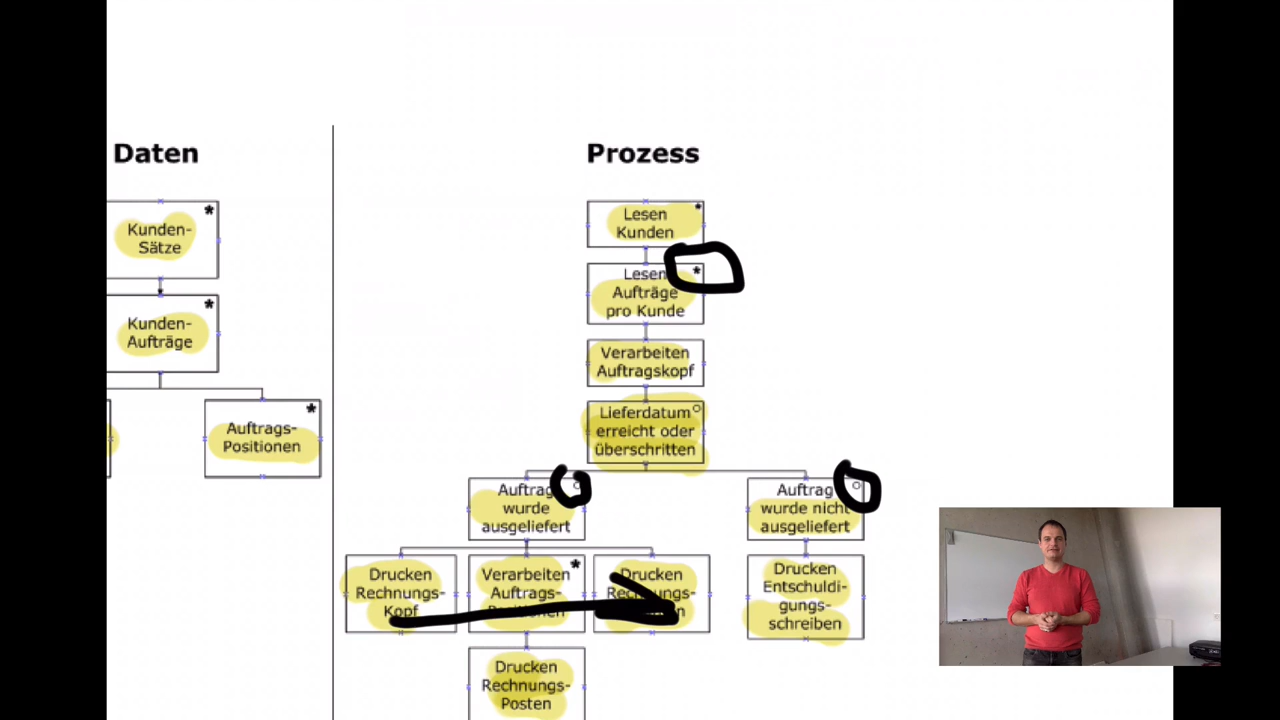 Daten
Prozess
Kunden-
Sätze
*
Kunden-
Aufträge
*
Auftrags-
Positionen
*
Lesen
Kunden
*
Lesen
Aufträge
pro Kunde
*
Verarbeiten
Auftragskopf
Lieferdatum
erreicht oder
überschritten
Auftrag
wurde
ausgeliefert
Auftrag
wurde nicht
ausgeliefert
Drucken
Rechnungs-
Kopf
Verarbeiten
Auftrags-
Positionen
*
Drucken
Rechnungs-
Drucken
Entschuldi-
gungs-
schreiben
Drucken
Rechnungs-
Posten